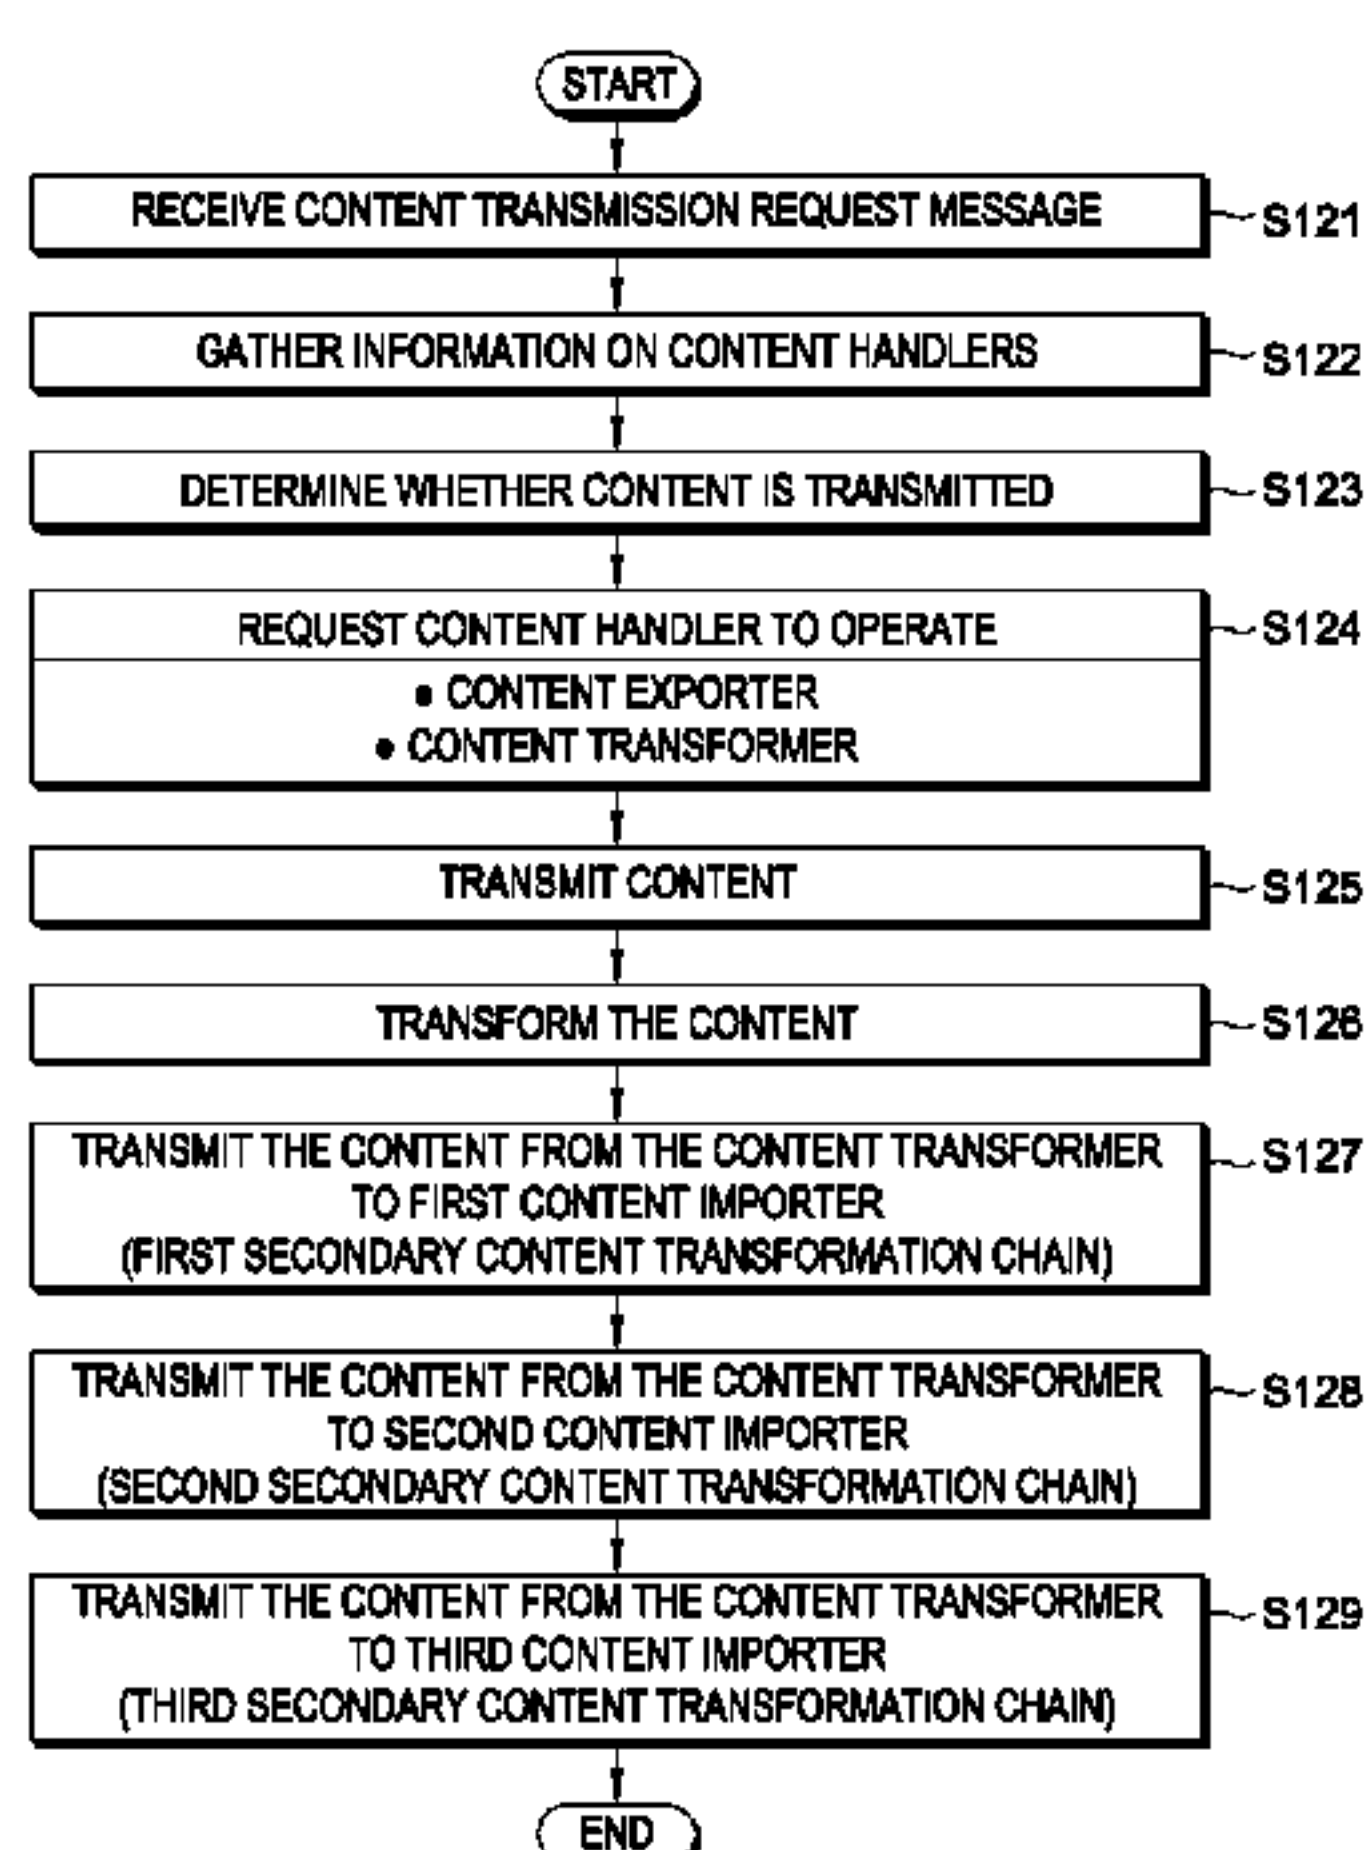 START
RECEIVE CONTENT TRANSMISSION REQUEST MESSAGE
S121
GATHER INFORMATION ON CONTENT HANDLERS
S122
DETERMINE WHETHER CONTENT IS TRANSMITTED
S123
REQUEST CONTENT HANDLER TO OPERATE
S124
● CONTENT EXPORTER
● CONTENT TRANSFORMER
TRANSMIT CONTENT
S125
TRANSFORM THE CONTENT
S126
TRANSMIT THE CONTENT FROM THE CONTENT TRANSFORMER
S127
TO FIRST CONTENT IMPORTER
(FIRST SECONDARY CONTENT TRANSFORMATION CHAIN)
TRANSMIT THE CONTENT FROM THE CONTENT TRANSFORMER
S128
TO SECOND CONTENT IMPORTER
(SECOND SECONDARY CONTENT TRANSFORMATION CHAIN)
TRANSMIT THE CONTENT FROM THE CONTENT TRANSFORMER
S129
TO THIRD CONTENT IMPORTER
(THIRD SECONDARY CONTENT TRANSFORMATION CHAIN)
END